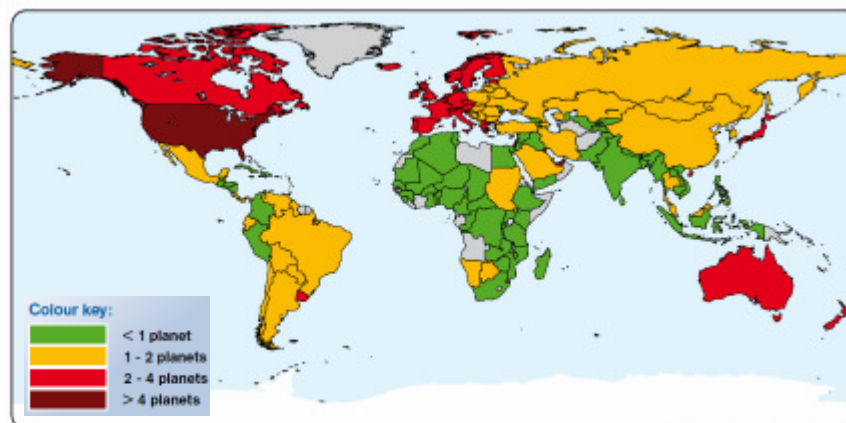 Colour key:
< 1 planet
1 - 2 planets
2 - 4 planets
> 4 planets